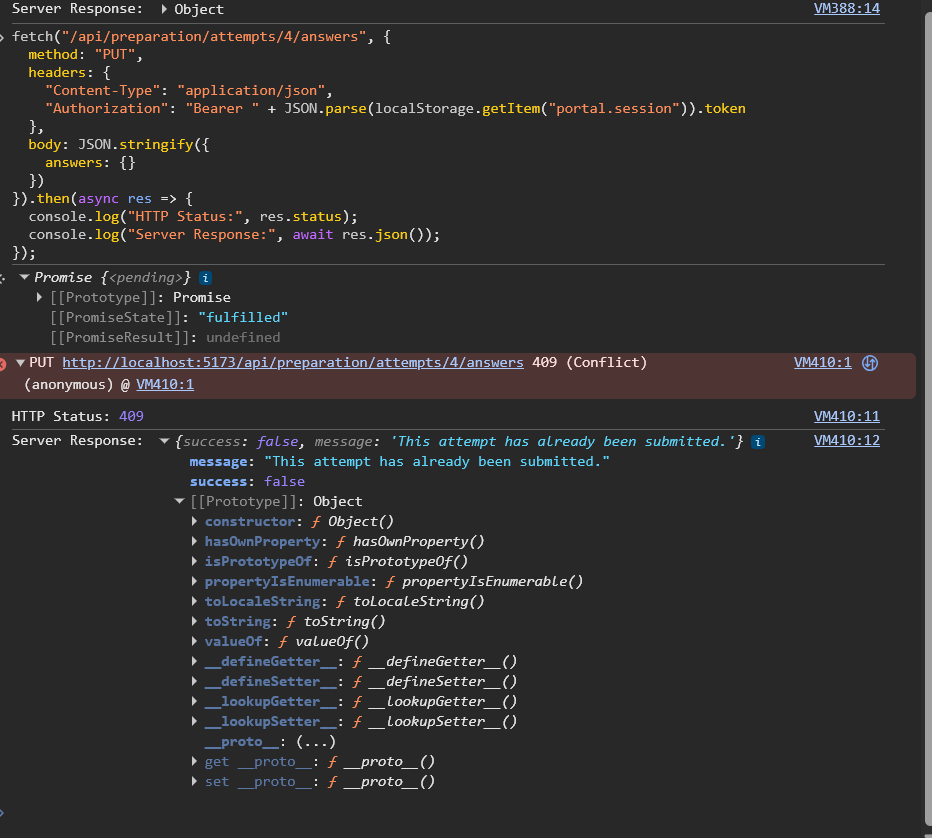 Server Response: Object VM388:14
fetch("/api/preparation/attempts/4/answers", {
method: "PUT",
headers: {
"Content-Type": "application/json",
"Authorization": "Bearer " + JSON.parse(localStorage.getItem("portal.session")).token
},
body: JSON.stringify({
answers: {}
})
}).then(async res => {
console.log("HTTP Status:", res.status);
console.log("Server Response:", await res.json());
});
Promise {<pending>} i
[[Prototype]]: Promise
[[PromiseState]]: "fulfilled"
[[PromiseResult]]: undefined
PUT http://localhost:5173/api/preparation/attempts/4/answers 409 (Conflict) VM410:1
(anonymous) @ VM410:1
HTTP Status: 409 VM410:11
Server Response: {success: false, message: 'This attempt has already been submitted.'} i VM410:12
message: "This attempt has already been submitted."
success: false
[[Prototype]]: Object
constructor: ƒ Object()
hasOwnProperty: ƒ hasOwnProperty()
isPrototypeOf: ƒ isPrototypeOf()
propertyIsEnumerable: ƒ propertyIsEnumerable()
toLocaleString: ƒ toLocaleString()
toString: ƒ toString()
valueOf: ƒ valueOf()
__defineGetter__: ƒ __defineGetter__()
__defineSetter__: ƒ __defineSetter__()
__lookupGetter__: ƒ __lookupGetter__()
__lookupSetter__: ƒ __lookupSetter__()
__proto__: (...)
get __proto__: ƒ __proto__()
set __proto__: ƒ __proto__()